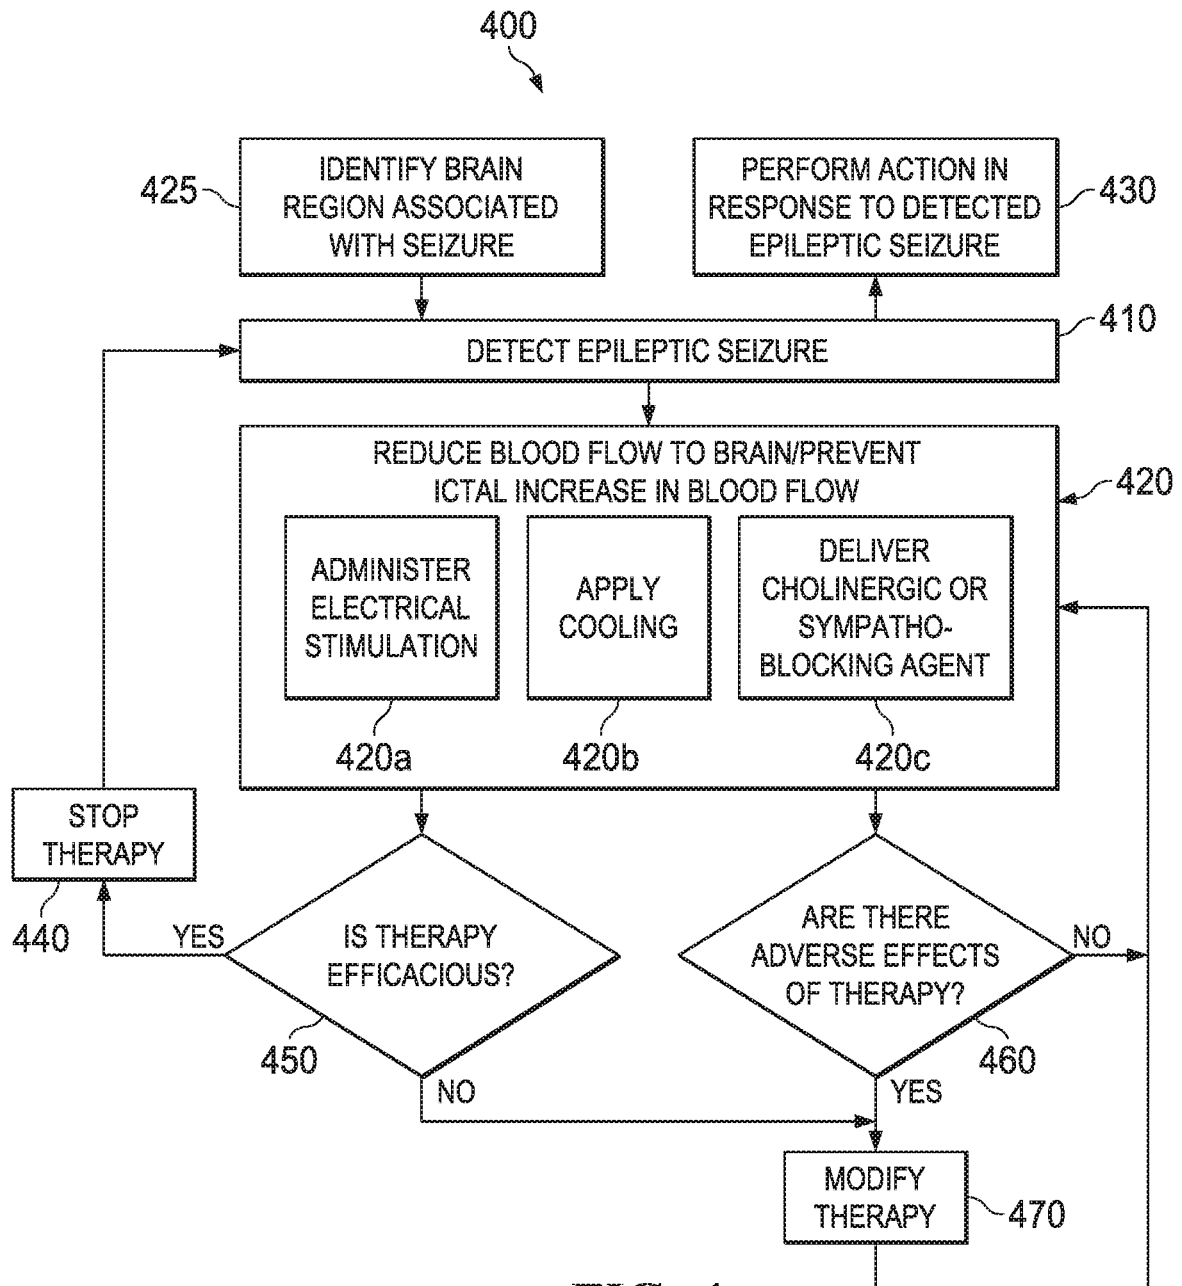 400
IDENTIFY BRAIN
REGION ASSOCIATED
WITH SEIZURE
425
PERFORM ACTION IN
RESPONSE TO DETECTED
EPILEPTIC SEIZURE
430
DETECT EPILEPTIC SEIZURE
410
REDUCE BLOOD FLOW TO BRAIN/PREVENT
ICTAL INCREASE IN BLOOD FLOW
420
ADMINISTER
ELECTRICAL
STIMULATION
420a
APPLY
COOLING
420b
DELIVER
CHOLINERGIC OR
SYMPATHO-
BLOCKING AGENT
420c
STOP
THERAPY
440
YES
IS THERAPY
EFFICACIOUS?
450
NO
ARE THERE
ADVERSE EFFECTS
OF THERAPY?
NO
460
YES
MODIFY
THERAPY
470